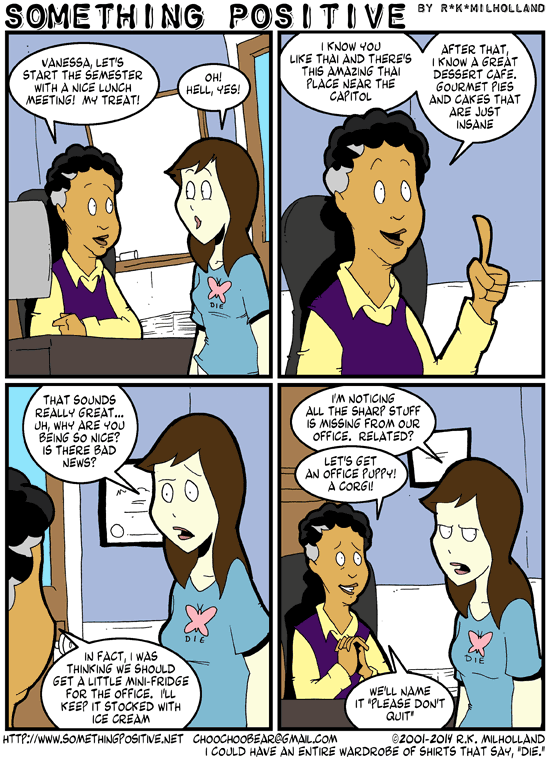 SOMETHING POSITIVE BY R*K*MILHOLLAND
VANESSA, LET'S
START THE SEMESTER
WITH A NICE LUNCH
MEETING! MY TREAT!
OH!
HELL, YES!
I KNOW YOU
LIKE THAI AND THERE'S
THIS AMAZING THAI
PLACE NEAR THE
CAPITOL
AFTER THAT,
I KNOW A GREAT
DESSERT CAFE.
GOURMET PIES
AND CAKES THAT
ARE JUST
INSANE
DIE
THAT SOUNDS
REALLY GREAT...
UH, WHY ARE YOU
BEING SO NICE?
IS THERE BAD
NEWS?
IN FACT, I WAS
THINKING WE SHOULD
GET A LITTLE MINI-FRIDGE
FOR THE OFFICE. I'LL
KEEP IT STOCKED WITH
ICE CREAM
DIE
I'M NOTICING
ALL THE SHARP STUFF
IS MISSING FROM OUR
OFFICE. RELATED?
LET'S GET
AN OFFICE PUPPY!
A CORGI!
WE'LL NAME
IT "PLEASE DON'T
QUIT"
DIE
HTTP://WWW.SOMETHINGPOSITIVE.NET CHOOCHOOBEAR@GMAIL.COM ©2001-2014 R.K. MILHOLLAND
I COULD HAVE AN ENTIRE WARDROBE OF SHIRTS THAT SAY, "DIE."